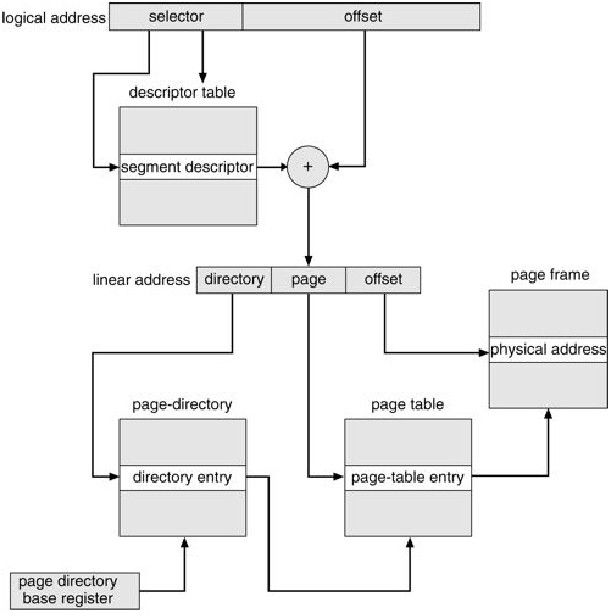 logical address
selector
offset
descriptor table
segment descriptor
+
linear address
directory
page
offset
page frame
physical address
page-directory
page table
directory entry
page-table entry
page directory
base register